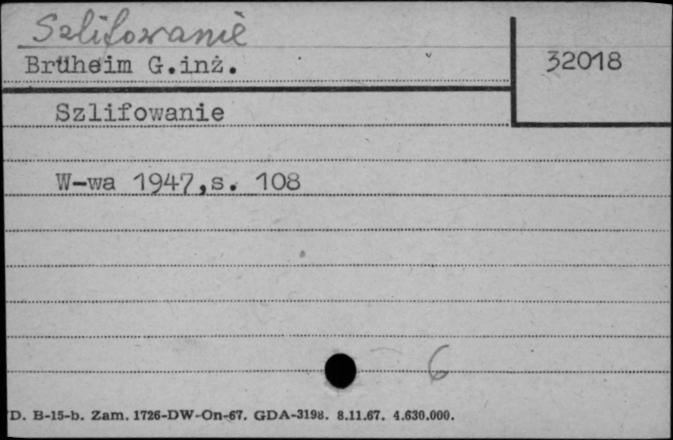 Szlifowanie
Brüheim G.inż.
32018
Szlifowanie
W-wa 1947,s. 108
6
D. B-15-b. Zam. 1726-DW-On-67. GDA-3198. 8.11.67. 4.630.000.